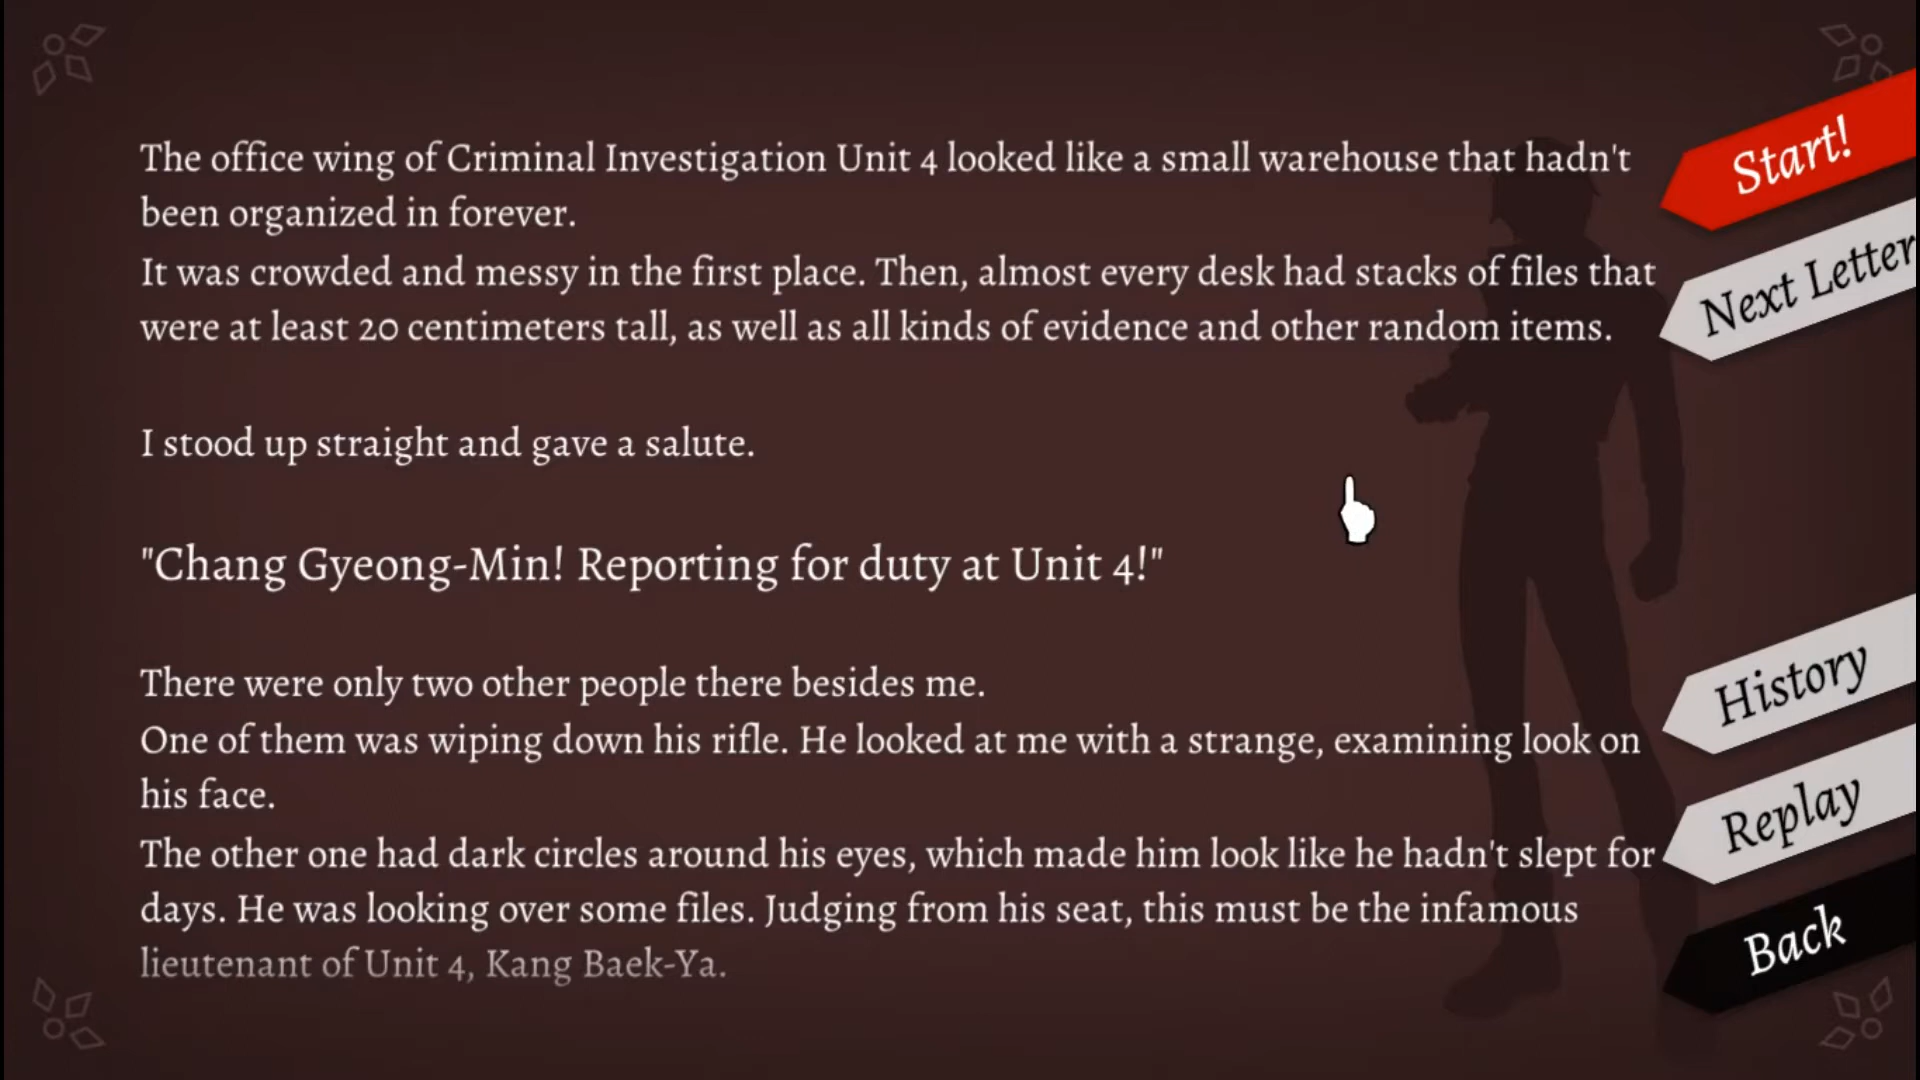 The office wing of Criminal Investigation Unit 4 looked like a small warehouse that hadn't
been organized in forever.
It was crowded and messy in the first place. Then, almost every desk had stacks of files that
were at least 20 centimeters tall, as well as all kinds of evidence and other random items.
I stood up straight and gave a salute.
"Chang Gyeong-Min! Reporting for duty at Unit 4!"
There were only two other people there besides me.
One of them was wiping down his rifle. He looked at me with a strange, examining look on
his face.
The other one had dark circles around his eyes, which made him look like he hadn't slept for
days. He was looking over some files. Judging from his seat, this must be the infamous
lieutenant of Unit 4, Kang Baek-Ya.
Start!
Next Letter
History
Replay
Back